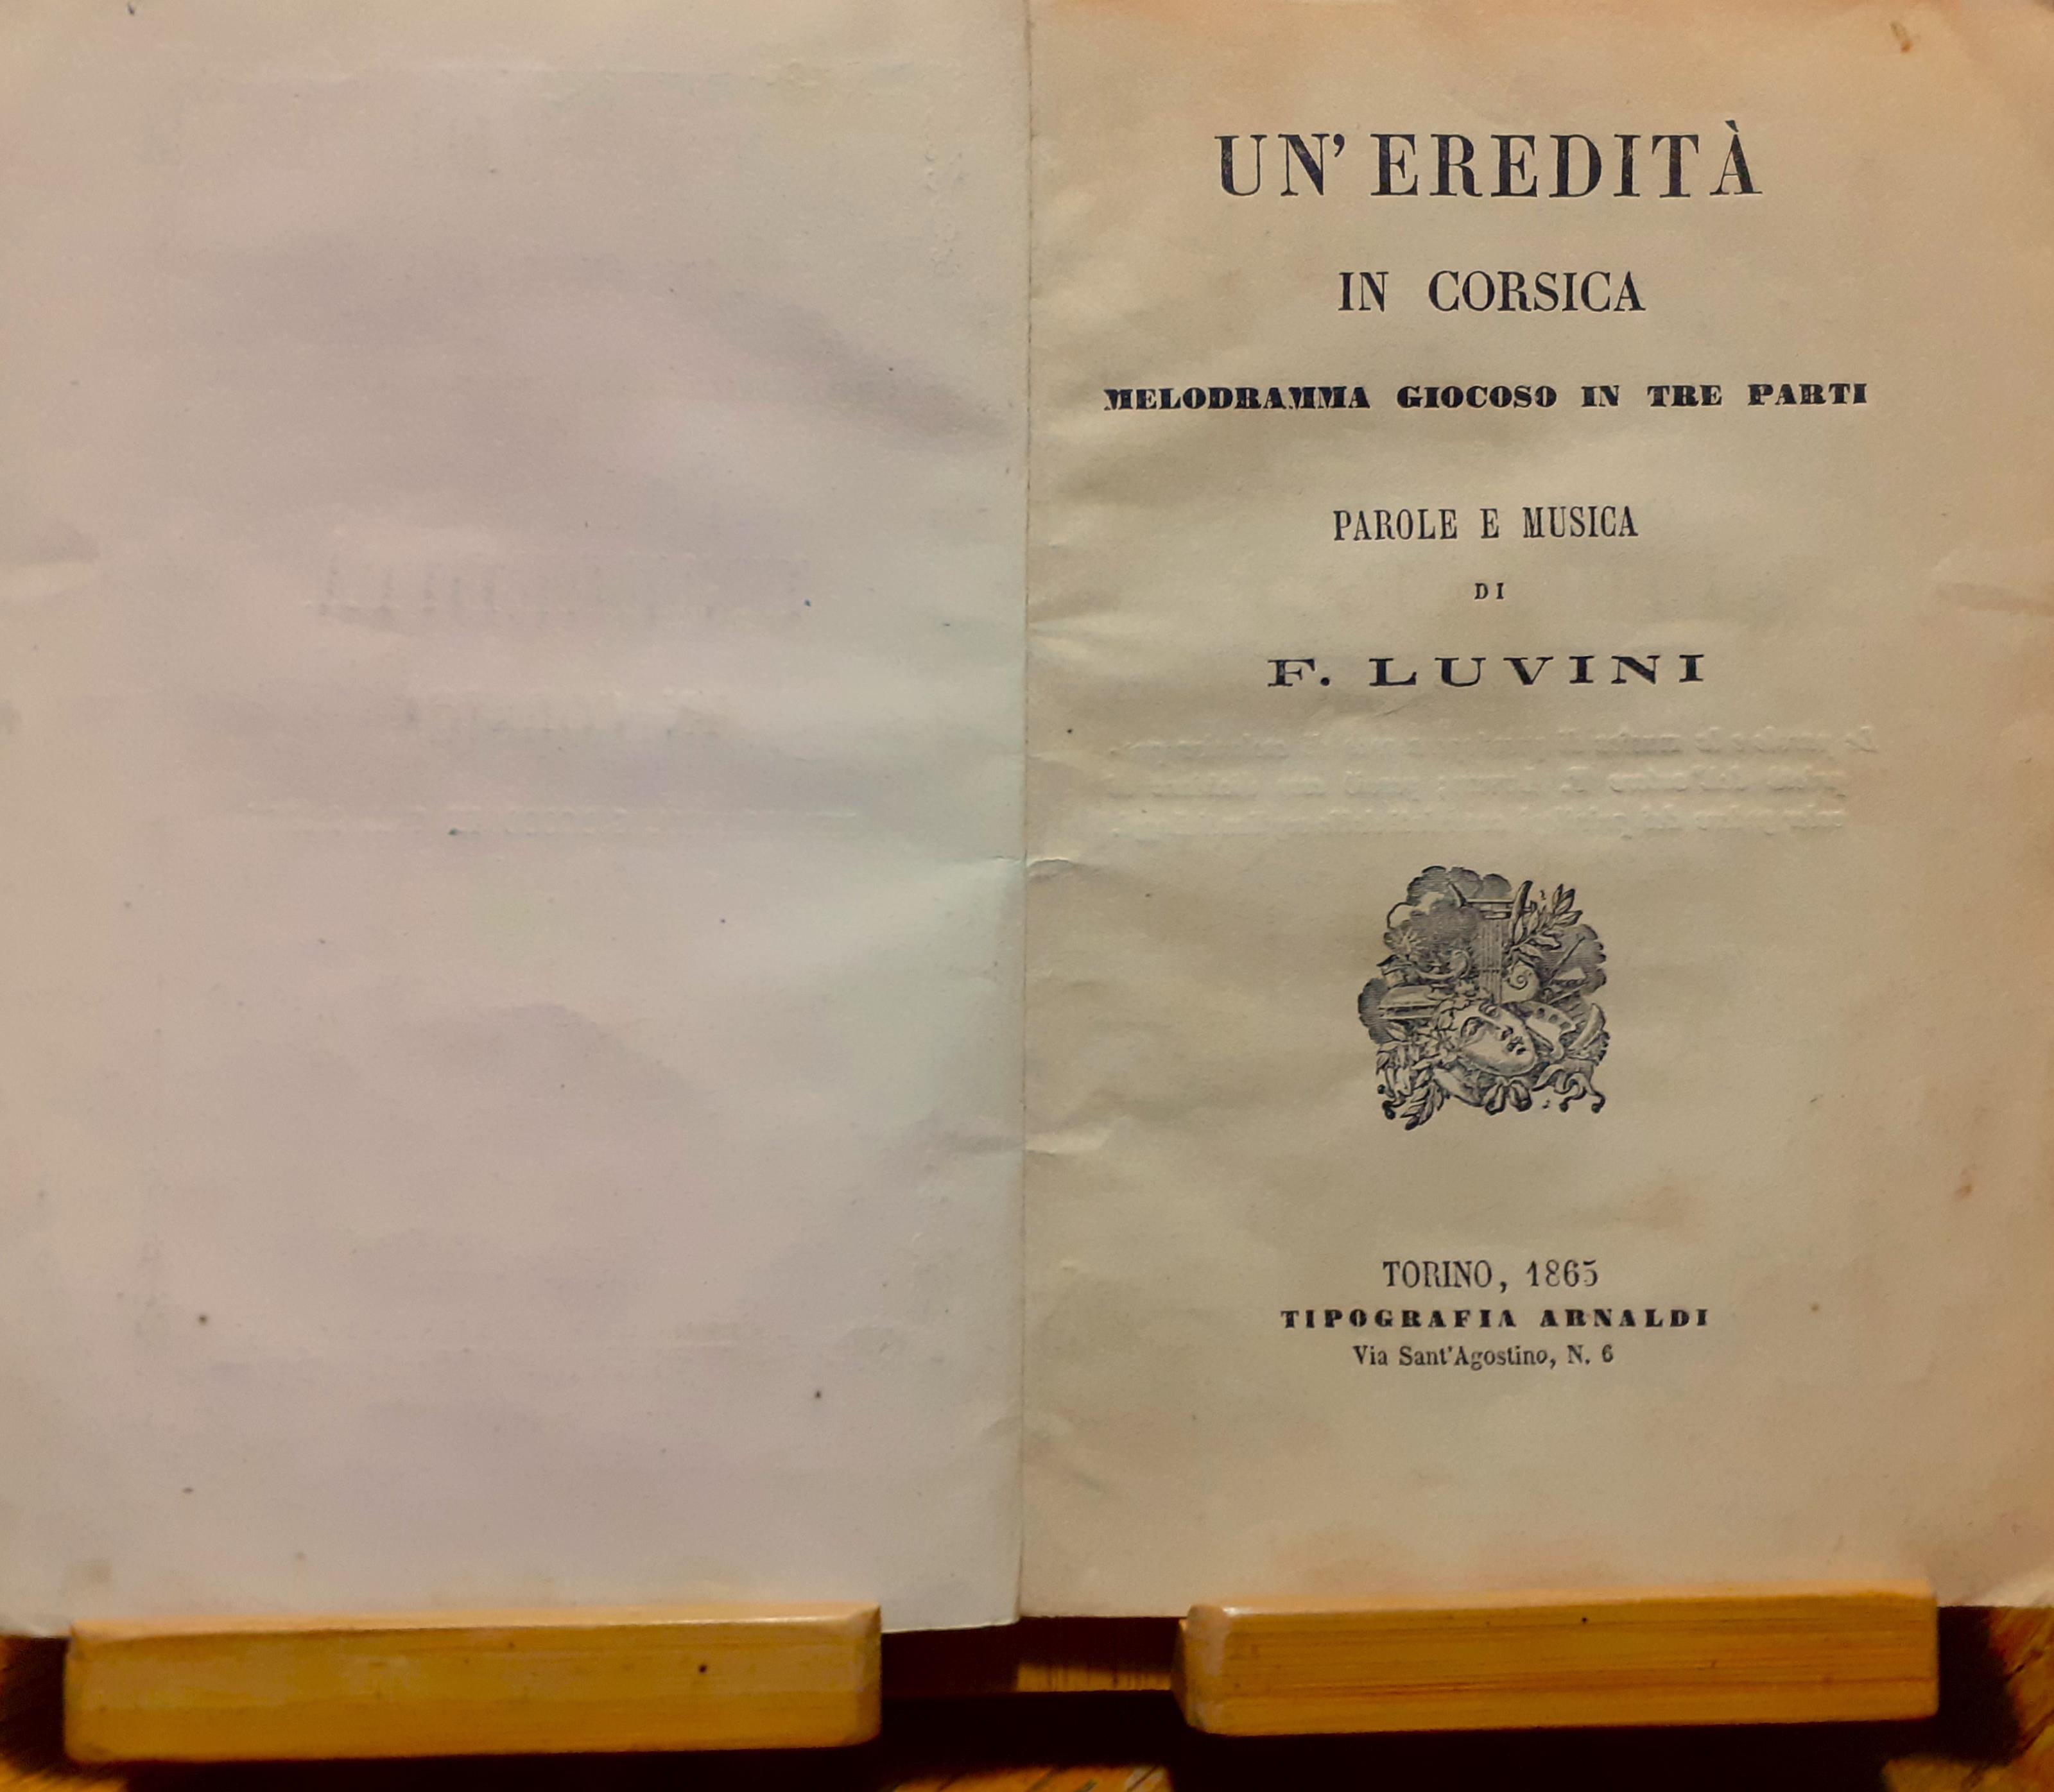 UN' EREDITÀ
IN CORSICA
MELODRAMMA GIOCOSO IN TRE PARTI
PAROLE E MUSICA
DI
F. LUVINI
TORINO, 1865
TIPOGRAFIA ARNALDI
Via Sant'Agostino, N. 6